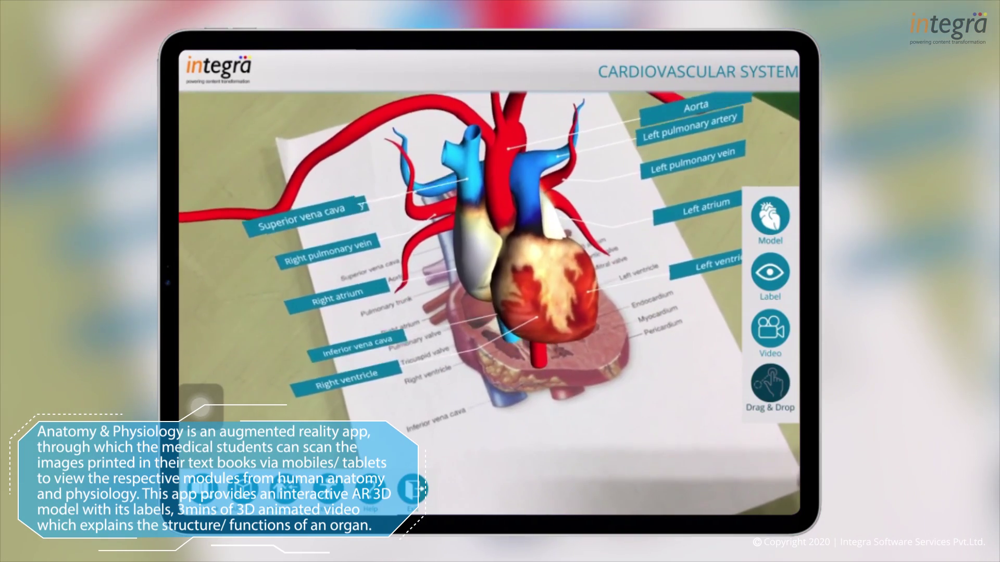 integra
powering content transformation
integra
powering content transformation
CARDIOVASCULAR SYSTEM
Aorta
Left pulmonary artery
Left pulmonary vein
Left atrium
Left ventri
Superior vena cava
Right pulmonary vein
Right atrium
Inferior vena cava
Right ventricle
Superior vena cava
Pulmonary trunk
Right atrium
Pulmonary valve
Tricuspid valve
Right ventricle
Inferior vena cava
Mitral valve
Left ventricle
Endocardium
Myocardium
Pericardium
Model
Label
Video
Drag & Drop
Help
Anatomy & Physiology is an augmented reality app,
through which the medical students can scan the
images printed in their text books via mobiles/ tablets
to view the respective modules from human anatomy
and physiology. This app provides an interactive AR 3D
model with its labels, 3mins of 3D animated video
which explains the structure/ functions of an organ.
© Copyright 2020 | Integra Software Services Pvt.Ltd.